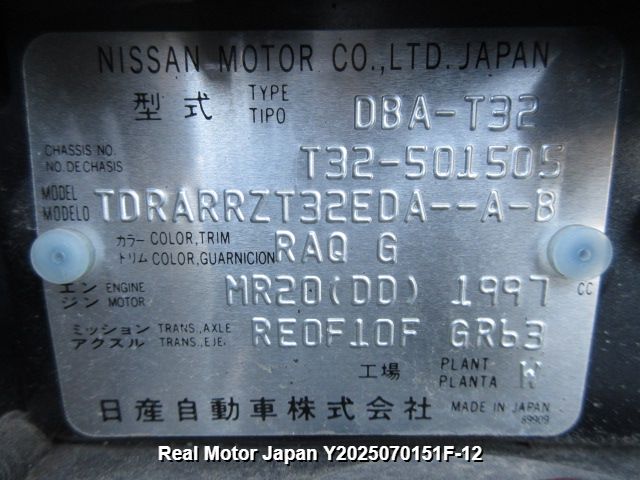 NISSAN MOTOR CO.,LTD. JAPAN
型式 TYPE TIPO DBA-T32
CHASSIS NO. NO. DE CHASIS T32-501505
MODEL MODELO TDRARRZT32EDA--A-B
カラー COLOR,TRIM トリム COLOR,GUARNICION RAQ G
エンジン ENGINE MOTOR MR20(DD) 1997 CC
ミッション TRANS.,AXLE アクスル TRANS.,EJE RE0F10F GR63
工場 PLANT PLANTA W
日産自動車株式会社 MADE IN JAPAN
89909
Real Motor Japan Y2025070151F-12